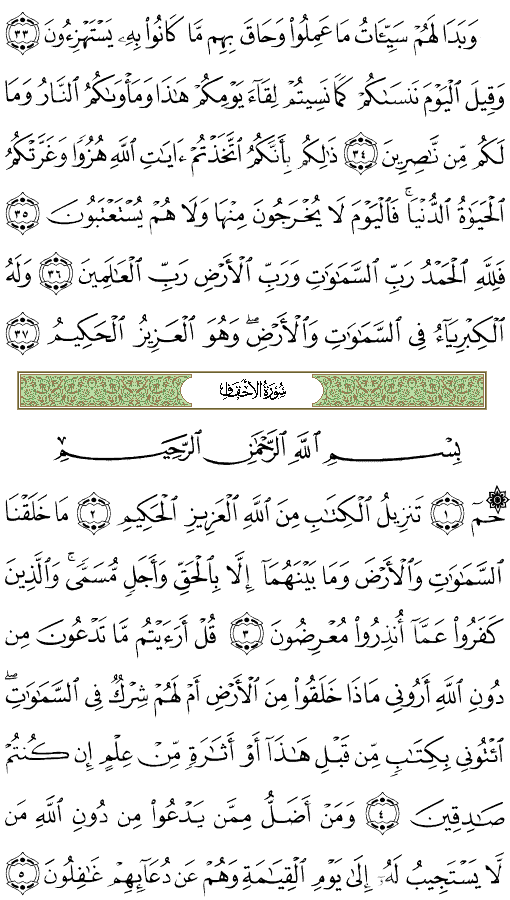 وَبَدَا لَهُمْ سَيِّـَٔاتُ مَا عَمِلُوا۟ وَحَاقَ بِهِم مَّا كَانُوا۟ بِهِۦ يَسْتَهْزِءُونَ ٣٣
وَقِيلَ ٱلْيَوْمَ نَنسَىٰكُمْ كَمَا نَسِيتُمْ لِقَآءَ يَوْمِكُمْ هَٰذَا وَمَأْوَىٰكُمُ ٱلنَّارُ وَمَا
لَكُم مِّن نَّٰصِرِينَ ٣٤ ذَٰلِكُم بِأَنَّكُمُ ٱتَّخَذْتُمْ ءَايَٰتِ ٱللَّهِ هُزُوًا وَغَرَّتْكُمُ
ٱلْحَيَوٰةُ ٱلدُّنْيَا ۚ فَٱلْيَوْمَ لَا يُخْرَجُونَ مِنْهَا وَلَا هُمْ يُسْتَعْتَبُونَ ٣٥
فَلِلَّهِ ٱلْحَمْدُ رَبِّ ٱلسَّمَٰوَٰتِ وَرَبِّ ٱلْأَرْضِ رَبِّ ٱلْعَٰلَمِينَ ٣٦ وَلَهُ
ٱلْكِبْرِيَآءُ فِى ٱلسَّمَٰوَٰتِ وَٱلْأَرْضِ ۖ وَهُوَ ٱلْعَزِيزُ ٱلْحَكِيمُ ٣٧
سُورَةُ الأَحْقَافِ
بِسْمِ ٱللَّهِ ٱلرَّحْمَٰنِ ٱلرَّحِيمِ
حمٓ ١ تَنزِيلُ ٱلْكِتَٰبِ مِنَ ٱللَّهِ ٱلْعَزِيزِ ٱلْحَكِيمِ ٢ مَا خَلَقْنَا
ٱلسَّمَٰوَٰتِ وَٱلْأَرْضَ وَمَا بَيْنَهُمَآ إِلَّا بِٱلْحَقِّ وَأَجَلٍ مُّسَمًّى ۚ وَٱلَّذِينَ
كَفَرُوا۟ عَمَّآ أُنذِرُوا۟ مُعْرِضُونَ ٣ قُلْ أَرَءَيْتُم مَّا تَدْعُونَ مِن
دُونِ ٱللَّهِ أَرُونِى مَاذَا خَلَقُوا۟ مِنَ ٱلْأَرْضِ أَمْ لَهُمْ شِرْكٌ فِى ٱلسَّمَٰوَٰتِ ۖ
ٱئْتُونِى بِكِتَٰبٍ مِّن قَبْلِ هَٰذَآ أَوْ أَثَٰرَةٍ مِّنْ عِلْمٍ إِن كُنتُمْ
صَٰدِقِينَ ٤ وَمَنْ أَضَلُّ مِمَّن يَدْعُوا۟ مِن دُونِ ٱللَّهِ مَن
لَّا يَسْتَجِيبُ لَهُۥٓ إِلَىٰ يَوْمِ ٱلْقِيَٰمَةِ وَهُمْ عَن دُعَآئِهِمْ غَٰفِلُونَ ٥